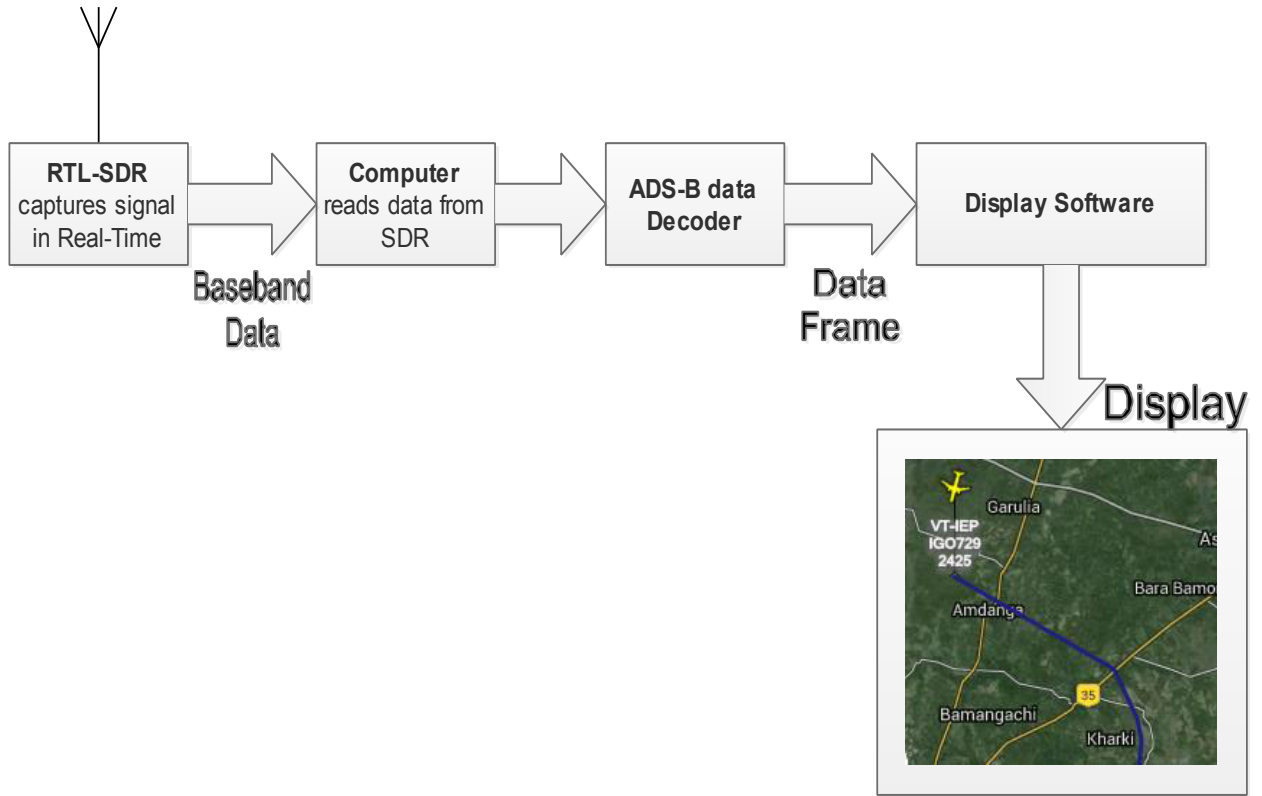 RTL-SDR
captures signal
in Real-Time
Baseband
Data
Computer
reads data from
SDR
ADS-B data
Decoder
Data
Frame
Display Software
Display
Garulia
VT-IEP
IGO729
2425
As
Bara Bamo
Amdanga
35
Bamangachi
Kharki